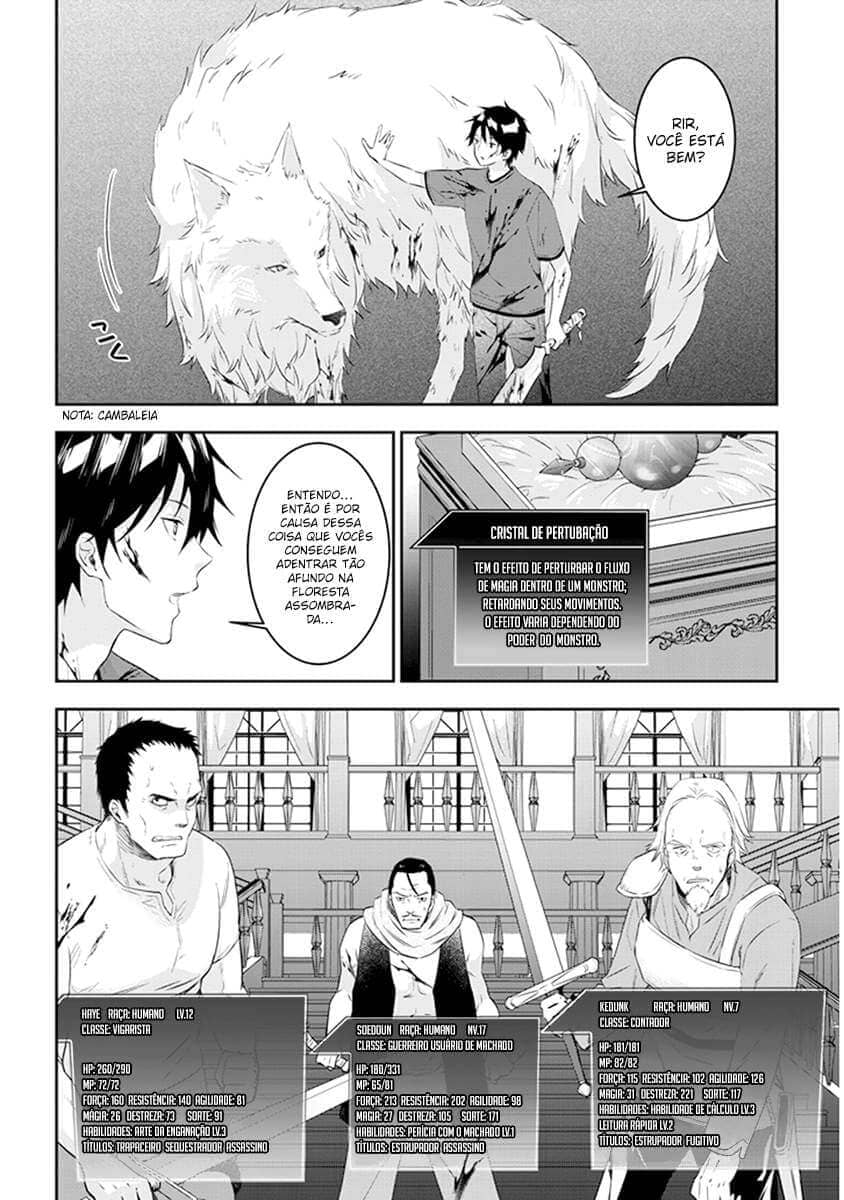 RIR,
VOCÊ ESTÁ
BEM?
ヘル
NOTA: CAMBALEIA
ENTENDO...
ENTÃO É POR
CAUSA DESSA
COISA QUE VOCÊS
CONSEGUEM
ADENTRAR TÃO
AFUNDO NA
FLORESTA
ASSOMBRA-
DA...
CRISTAL DE PERTUBAÇÃO
TEM O EFEITO DE PERTURBAR O FLUXO
DE MAGIA DENTRO DE UM MONSTRO;
RETARDANDO SEUS MOVIMENTOS.
O EFEITO VARIA DEPENDENDO DO
PODER DO MONSTRO.
HAYE RAÇA: HUMANO LV.12
CLASSE: VIGARISTA
HP: 260/290
MP: 72/72
FORÇA: 160 RESISTÊNCIA: 140 AGILIDADE: 81
MÁGIA: 26 DESTREZA: 73 SORTE: 91
HABILIDADES: ARTE DA ENGANAÇÃO LV.3
TÍTULOS: TRAPACEIRO SEQUESTRADOR ASSASSINO
SOEDOUN RAÇA: HUMANO NV.17
CLASSE: GUERREIRO USUÁRIO DE MACHADO
HP: 180/331
MP: 65/81
FORÇA: 213 RESISTÊNCIA: 202 AGILIDADE: 98
MAGIA: 27 DESTREZA: 105 SORTE: 171
HABILIDADES: PERÍCIA COM O MACHADO LV.1
TÍTULOS: ESTRUPADOR ASSASSINO
KEDUNK RAÇA: HUMANO NV.7
CLASSE: CONTADOR
HP: 181/181
MP: 82/82
FORÇA: 115 RESISTÊNCIA: 102 AGILIDADE: 126
MAGIA: 31 DESTREZA: 221 SORTE: 117
HABILIDADES: HABILIDADE DE CÁLCULO LV.3
LEITURA RÁPIDA LV.2
TÍTULOS: ESTRUPADOR FUGITIVO